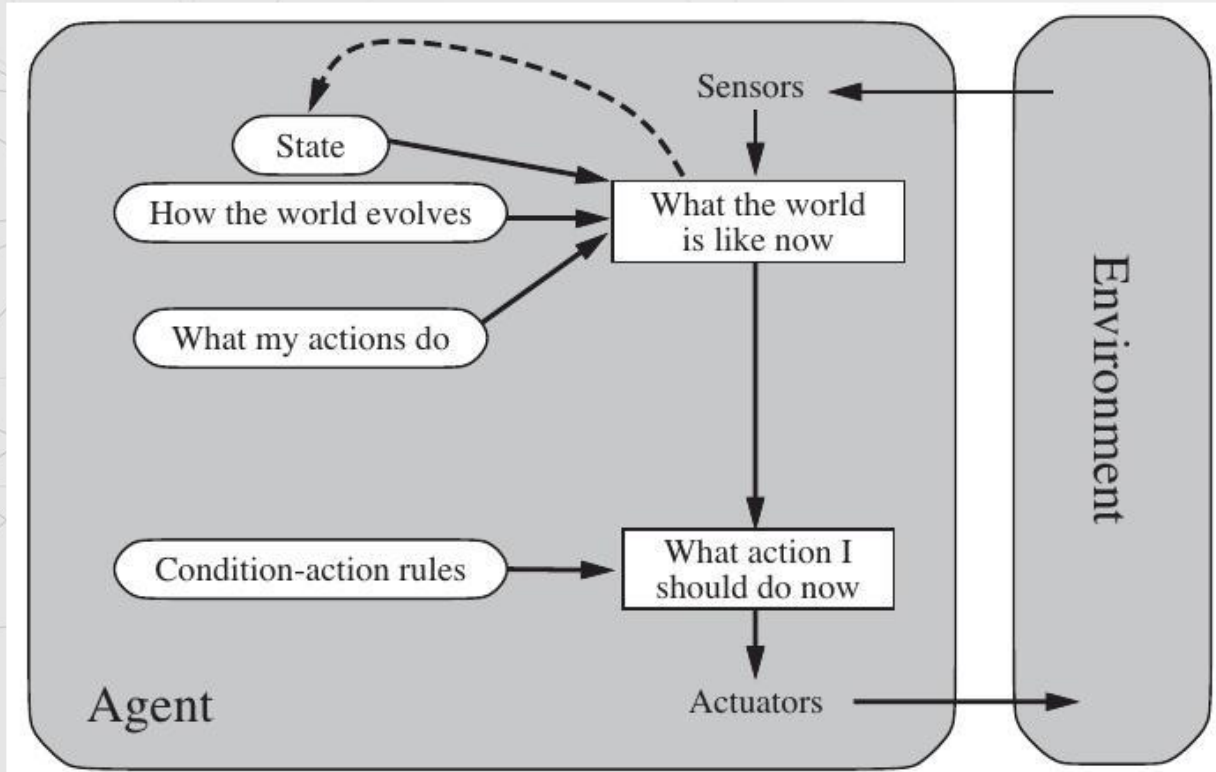 Sensors
State
How the world evolves
What the world
is like now
What my actions do
Condition-action rules
What action I
should do now
Agent
Actuators
Environment